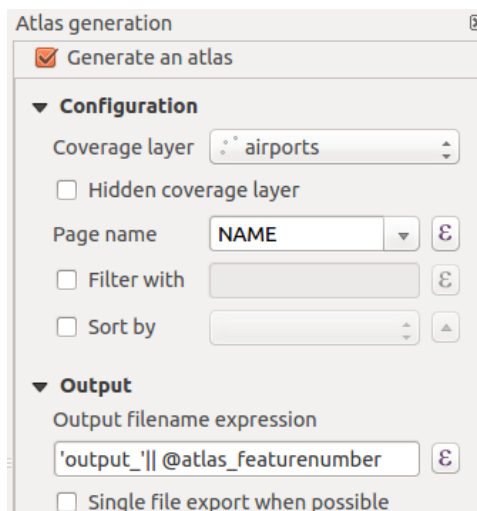 Atlas generation
Generate an atlas
Configuration
Coverage layer airports
Hidden coverage layer
Page name NAME ε
Filter with ε
Sort by
Output
Output filename expression
'output_'|| @atlas_featurenumber ε
Single file export when possible